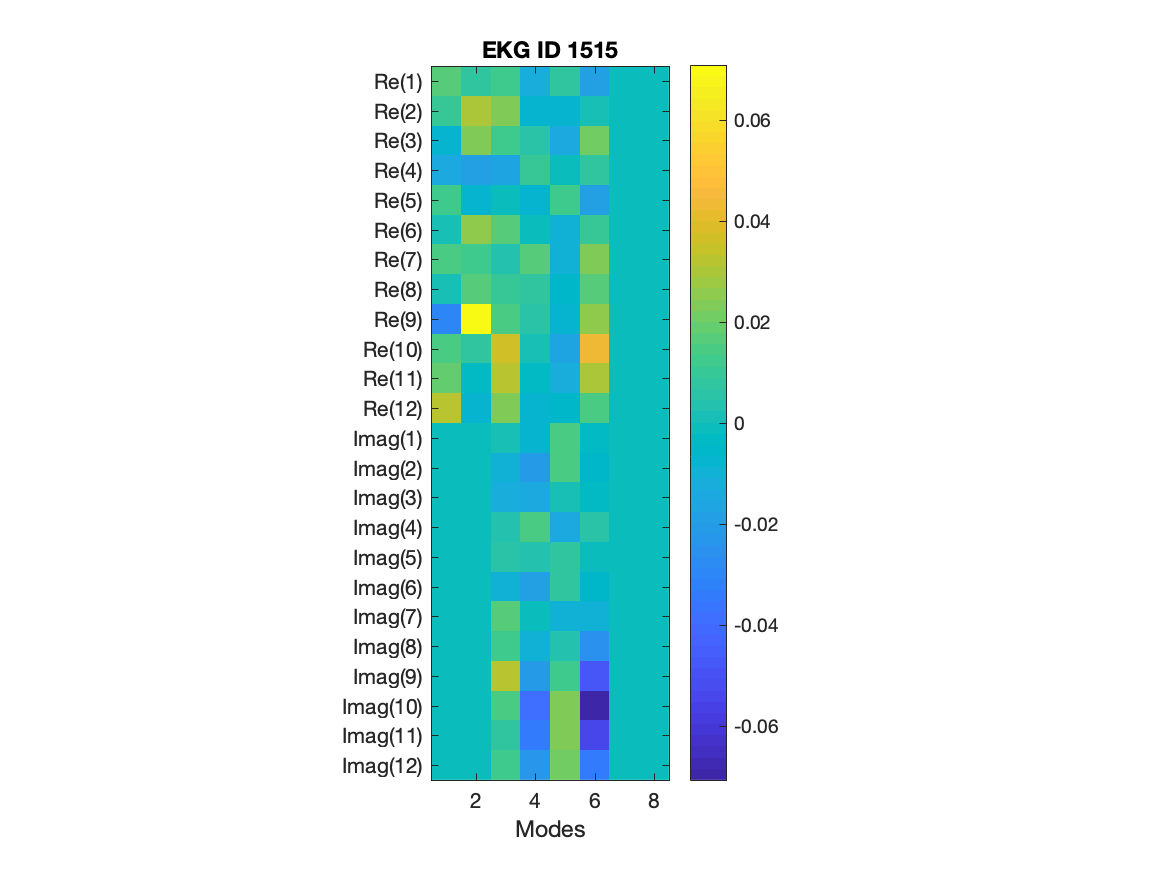 EKG ID 1515
Re(1)
Re(2)
Re(3)
Re(4)
Re(5)
Re(6)
Re(7)
Re(8)
Re(9)
Re(10)
Re(11)
Re(12)
Imag(1)
Imag(2)
Imag(3)
Imag(4)
Imag(5)
Imag(6)
Imag(7)
Imag(8)
Imag(9)
Imag(10)
Imag(11)
Imag(12)
2 4 6 8
Modes
0.06
0.04
0.02
0
-0.02
-0.04
-0.06